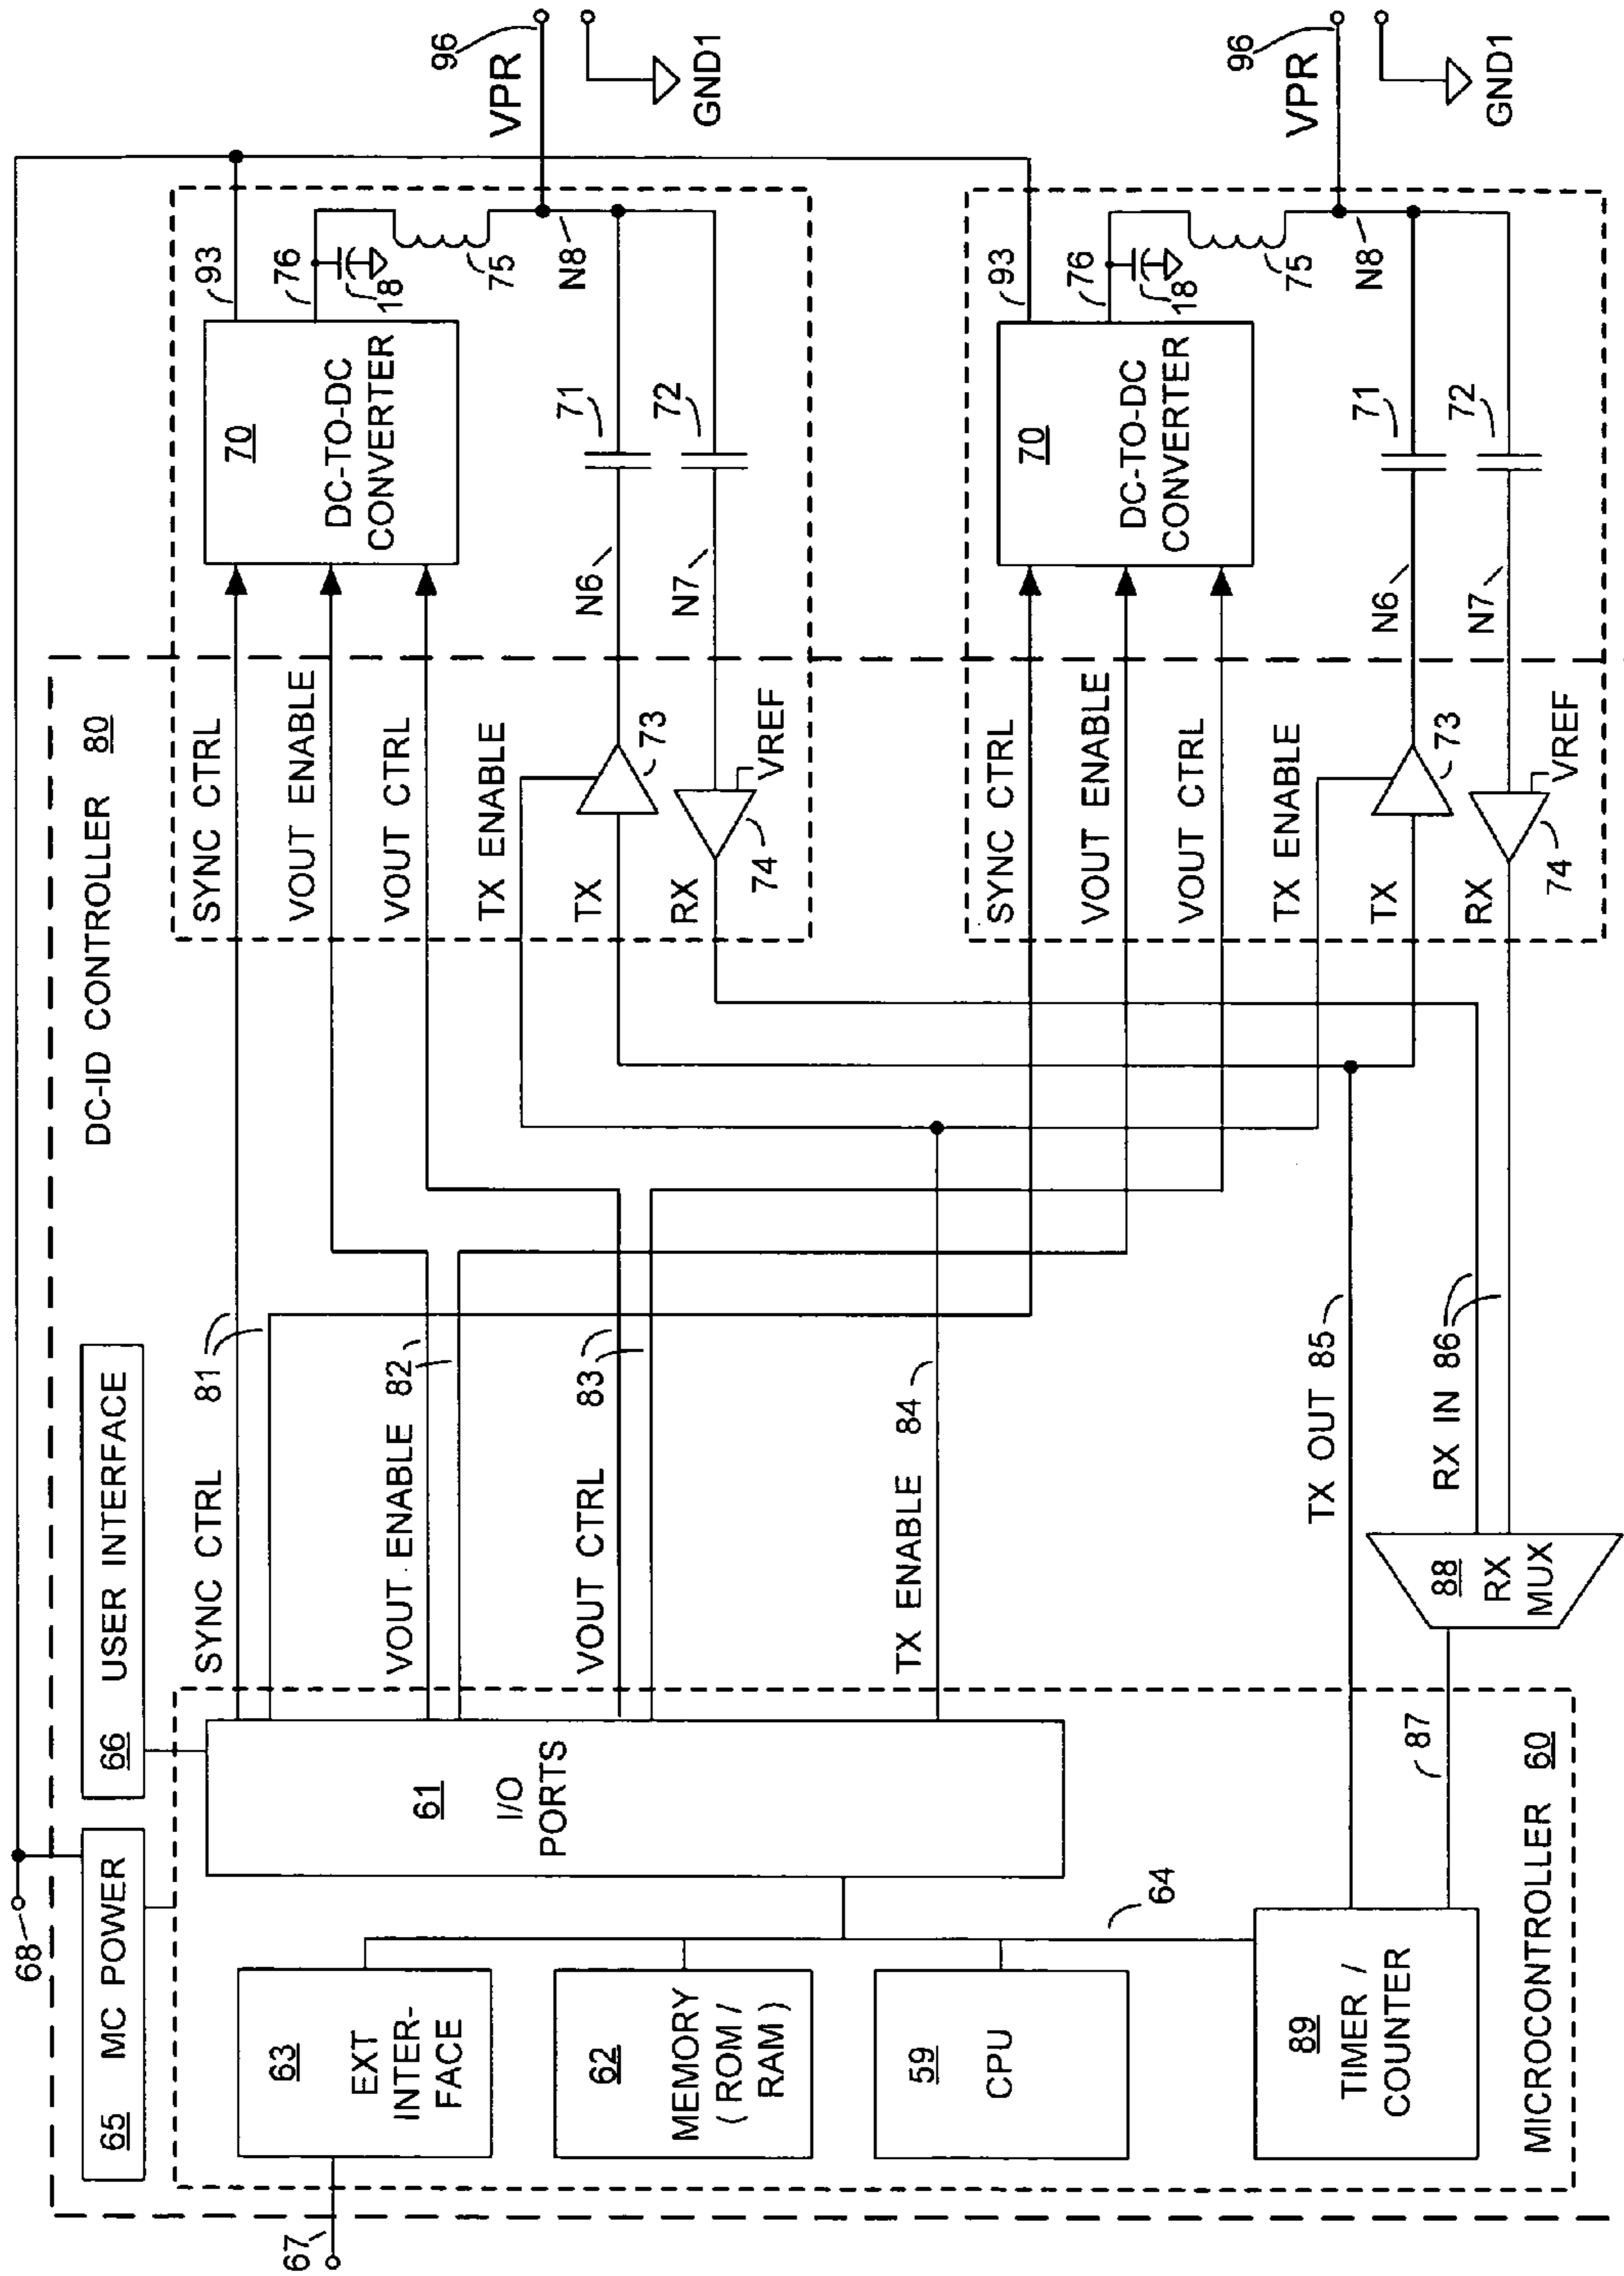 68
67
65 MC POWER
66 USER INTERFACE
DC-ID CONTROLLER 80
MICROCONTROLLER 60
63
EXT
INTER-
FACE
62
MEMORY
( ROM /
RAM )
59
CPU
89
TIMER /
COUNTER
64
61
I/O
PORTS
SYNC CTRL 81
VOUT ENABLE 82
VOUT CTRL 83
TX ENABLE 84
TX OUT 85
RX IN 86
87
88
RX
MUX
SYNC CTRL
VOUT ENABLE
VOUT CTRL
TX ENABLE
TX
RX
73
74
VREF
N6
N7
70
DC-TO-DC
CONVERTER
71
72
93
76
18
75
N8
VPR
96
GND1
SYNC CTRL
VOUT ENABLE
VOUT CTRL
TX ENABLE
TX
RX
73
74
VREF
N6
N7
70
DC-TO-DC
CONVERTER
71
72
93
76
18
75
N8
VPR
96
GND1